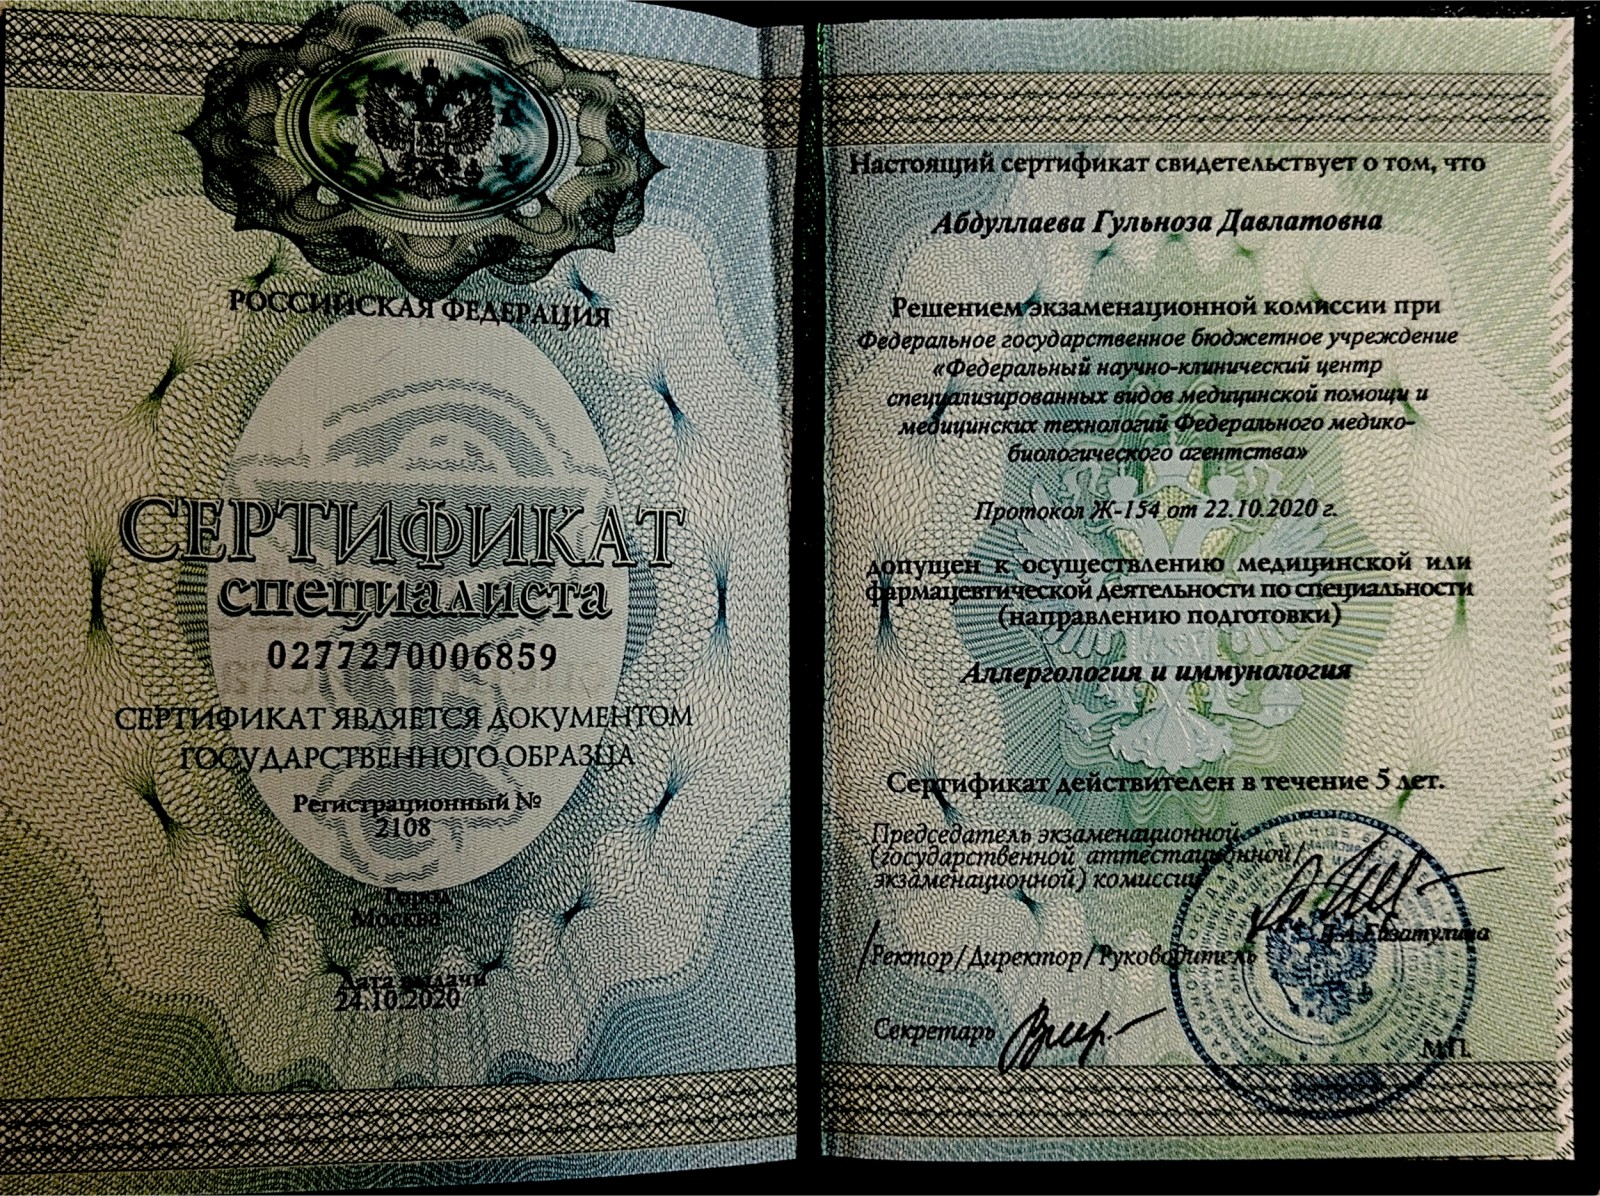 РОССИЙСКАЯ ФЕДЕРАЦИЯ
СЕРТИФИКАТ
специалиста
0277270006859
СЕРТИФИКАТ ЯВЛЯЕТСЯ ДОКУМЕНТОМ
ГОСУДАРСТВЕННОГО ОБРАЗЦА
Регистрационный №
2108
Город
Москва
Дата выдачи
24.10.2020
Настоящий сертификат свидетельствует о том, что
Абдуллаева Гульноза Давлатовна
Решением экзаменационной комиссии при
Федеральное государственное бюджетное учреждение
«Федеральный научно-клинический центр
специализированных видов медицинской помощи и
медицинских технологий Федерального медико-
биологического агентства»
Протокол Ж-154 от 22.10.2020 г.
допущен к осуществлению медицинской или
фармацевтической деятельности по специальности
(направлению подготовки)
Аллергология и иммунология
Сертификат действителен в течение 5 лет.
Председатель экзаменационной
(государственной аттестационной/
экзаменационной) комиссии
/Ректор/Директор/Руководитель
Секретарь
М.П.